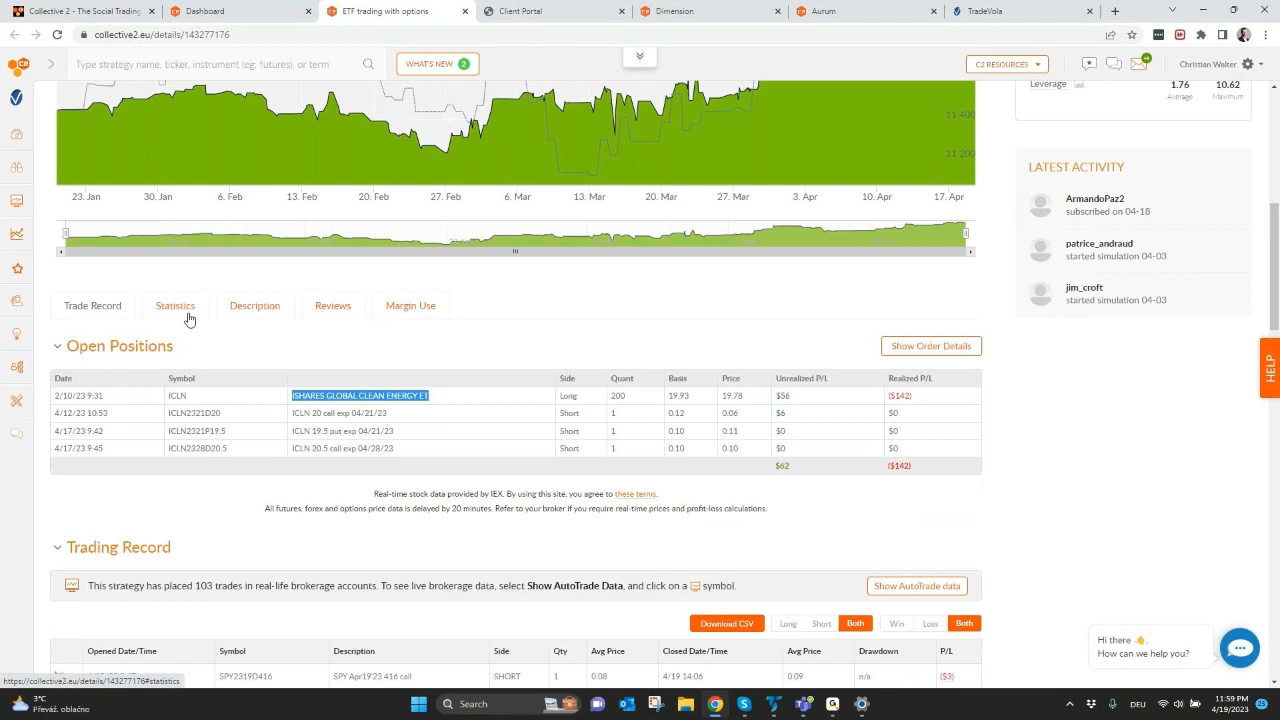 Collective 2 - The Social Trading
Dashboard
ETF trading with options
Client Portal
Dimension
Aurum
TradeVola
collective2.eu/details/143277176
Type strategy name, ticker, instrument (eg. futures), or term
WHAT'S NEW 2
C2 RESOURCES
Christian Walter
11 400
11 200
23. Jan 30. Jan 6. Feb 13. Feb 20. Feb 27. Feb 6. Mar 13. Mar 20. Mar 27. Mar 3. Apr 10. Apr 17. Apr
Leverage 1.76 10.62
Average Maximum
LATEST ACTIVITY
ArmandoPaz2
subscribed on 04-18
patrice_andraud
started simulation 04-03
jim_croft
started simulation 04-03
Trade Record Statistics Description Reviews Margin Use
Open Positions Show Order Details
Date Symbol Side Quant Basis Price Unrealized P/L Realized P/L
2/10/23 9:31 ICLN ISHARES GLOBAL CLEAN ENERGY ET Long 200 19.93 19.78 $56 ($142)
4/12/23 10:53 ICLN2321D20 ICLN 20 call exp 04/21/23 Short 1 0.12 0.06 $6 $0
4/17/23 9:42 ICLN2321P19.5 ICLN 19.5 put exp 04/21/23 Short 1 0.10 0.11 $0 $0
4/17/23 9:45 ICLN2328D20.5 ICLN 20.5 call exp 04/28/23 Short 1 0.10 0.10 $0 $0
$62 ($142)
Real-time stock data provided by IEX. By using this site, you agree to these terms.
All futures, forex and options price data is delayed by 20 minutes. Refer to your broker if you require real-time prices and profit-loss calculations.
Trading Record
This strategy has placed 103 trades in real-life brokerage accounts. To see live brokerage data, select Show AutoTrade Data, and click on a symbol.
Show AutoTrade data
Download CSV Long Short Both Win Loss Both
Opened Date/Time Symbol Description Side Qty Avg Price Closed Date/Time Avg Price Drawdown P/L
SPY2319D416 SPY Apr19'23 416 call SHORT 1 0.08 4/19 14:06 0.09 n/a ($3)
HELP
Hi there 👋.
How can we help you?
https://collective2.eu/details/143277176#statistics
3°C
Převáž. oblačno
Search
DEU
11:59 PM
4/19/2023